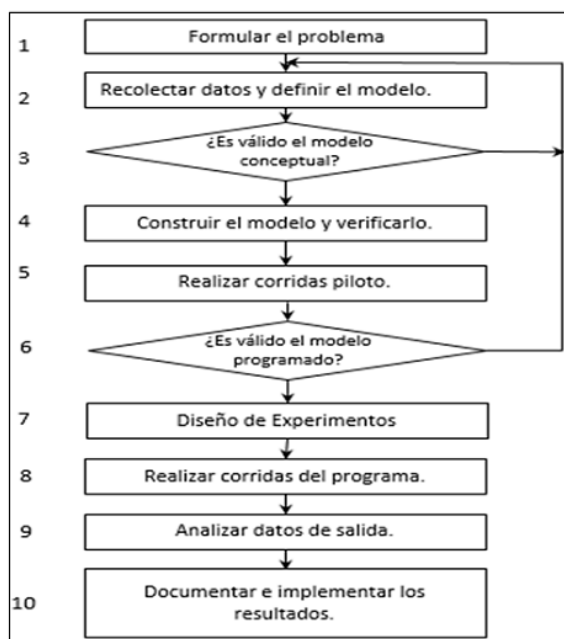 1
Formular el problema
2
Recolectar datos y definir el modelo.
3
¿Es válido el modelo
conceptual?
4
Construir el modelo y verificarlo.
5
Realizar corridas piloto.
6
¿Es válido el modelo
programado?
7
Diseño de Experimentos
8
Realizar corridas del programa.
9
Analizar datos de salida.
10
Documentar e implementar los
resultados.